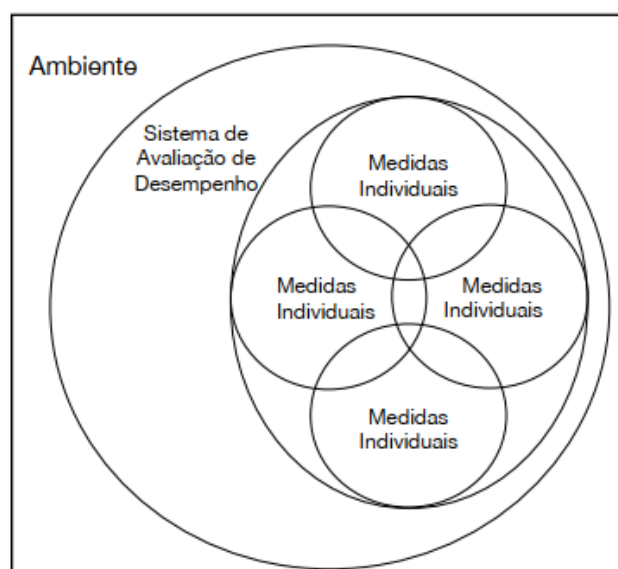 Ambiente
Sistema de
Avaliação de
Desempenho
Medidas
Individuais
Medidas
Individuais
Medidas
Individuais
Medidas
Individuais